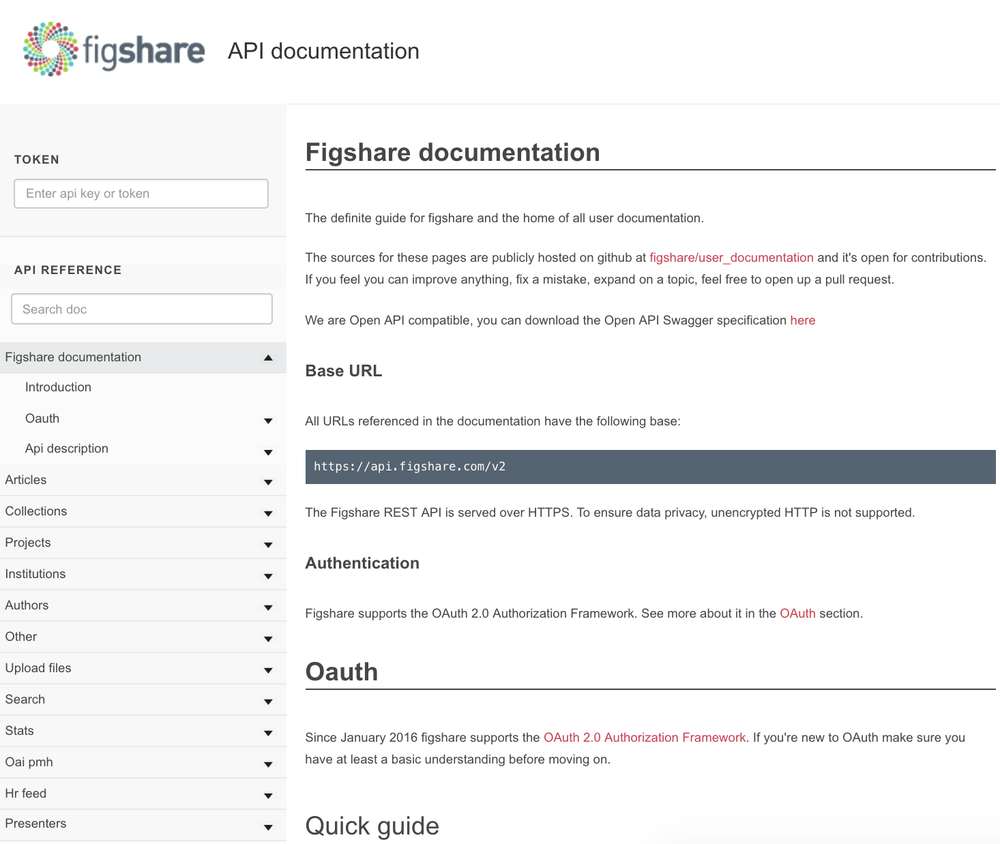 figshare API documentation
TOKEN
Enter api key or token
API REFERENCE
Search doc
Figshare documentation
Introduction
Oauth
Api description
Articles
Collections
Projects
Institutions
Authors
Other
Upload files
Search
Stats
Oai pmh
Hr feed
Presenters
Figshare documentation
The definite guide for figshare and the home of all user documentation.
The sources for these pages are publicly hosted on github at figshare/user_documentation and it's open for contributions.
If you feel you can improve anything, fix a mistake, expand on a topic, feel free to open up a pull request.
We are Open API compatible, you can download the Open API Swagger specification here
Base URL
All URLs referenced in the documentation have the following base:
https://api.figshare.com/v2
The Figshare REST API is served over HTTPS. To ensure data privacy, unencrypted HTTP is not supported.
Authentication
Figshare supports the OAuth 2.0 Authorization Framework. See more about it in the OAuth section.
Oauth
Since January 2016 figshare supports the OAuth 2.0 Authorization Framework. If you're new to OAuth make sure you
have at least a basic understanding before moving on.
Quick guide